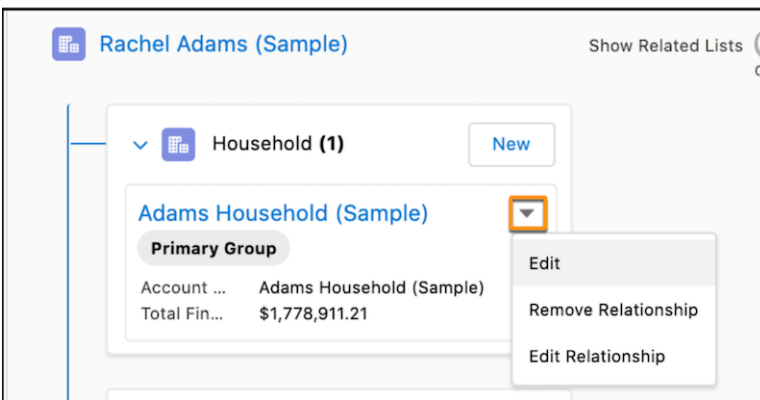 Rachel Adams (Sample)
Show Related Lists
Household (1)
New
Adams Household (Sample)
Primary Group
Account ... Adams Household (Sample)
Total Fin... $1,778,911.21
Edit
Remove Relationship
Edit Relationship